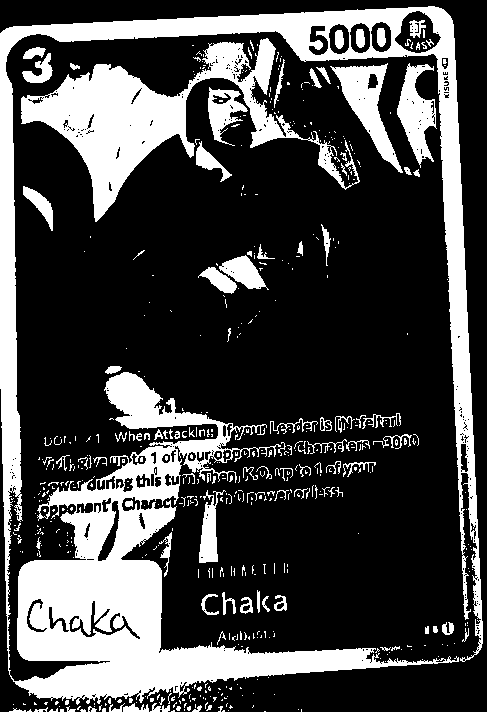 3
5000
斬
SLASH
KISUKE
DON!! ×1 When Attacking If your Leader is [Nefeltari
Vivi], give up to 1 of your opponent's Characters −3000
power during this turn. Then, K.O. up to 1 of your
opponent's Characters with 0 power or less.
CHARACTER
Chaka
Alabasta
1
Chaka